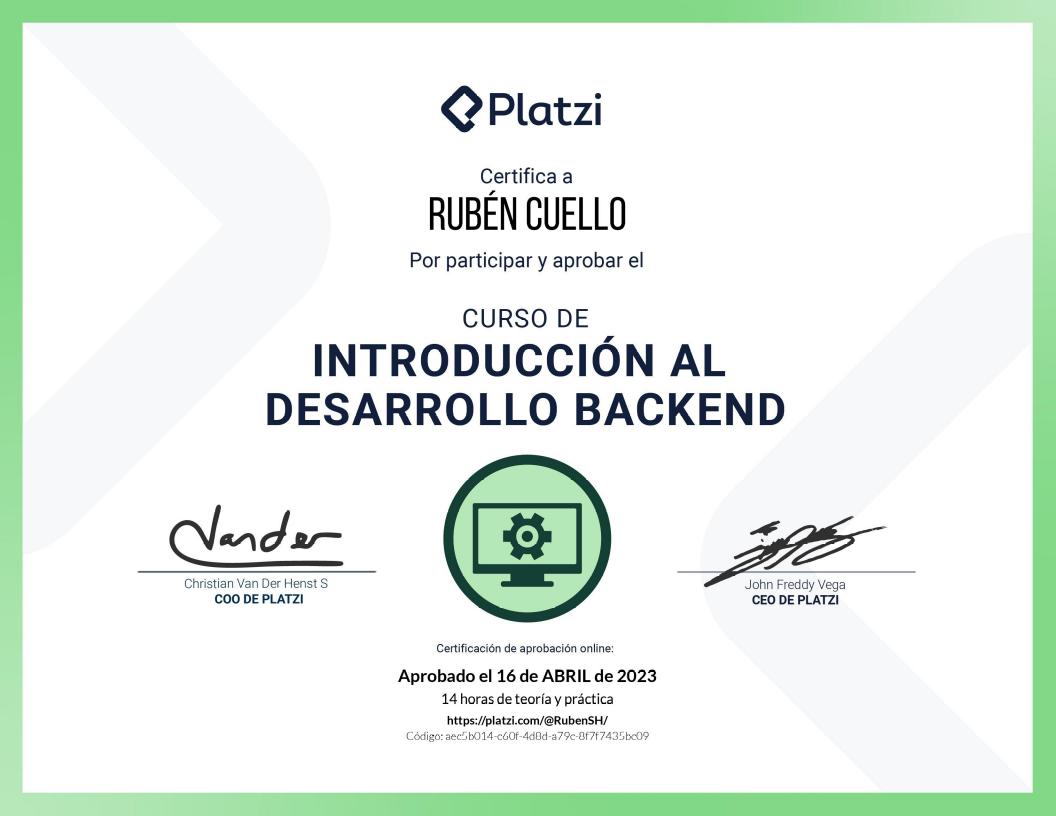 Platzi
Certifica a
RUBÉN CUELLO
Por participar y aprobar el
CURSO DE
INTRODUCCIÓN AL
DESARROLLO BACKEND
Vander
Christian Van Der Henst S
COO DE PLATZI
John Freddy Vega
CEO DE PLATZI
Certificación de aprobación online:
Aprobado el 16 de ABRIL de 2023
14 horas de teoría y práctica
https://platzi.com/@RubenSH/
Código: aec5b014-c60f-4d8d-a79c-8f7f7435bc09